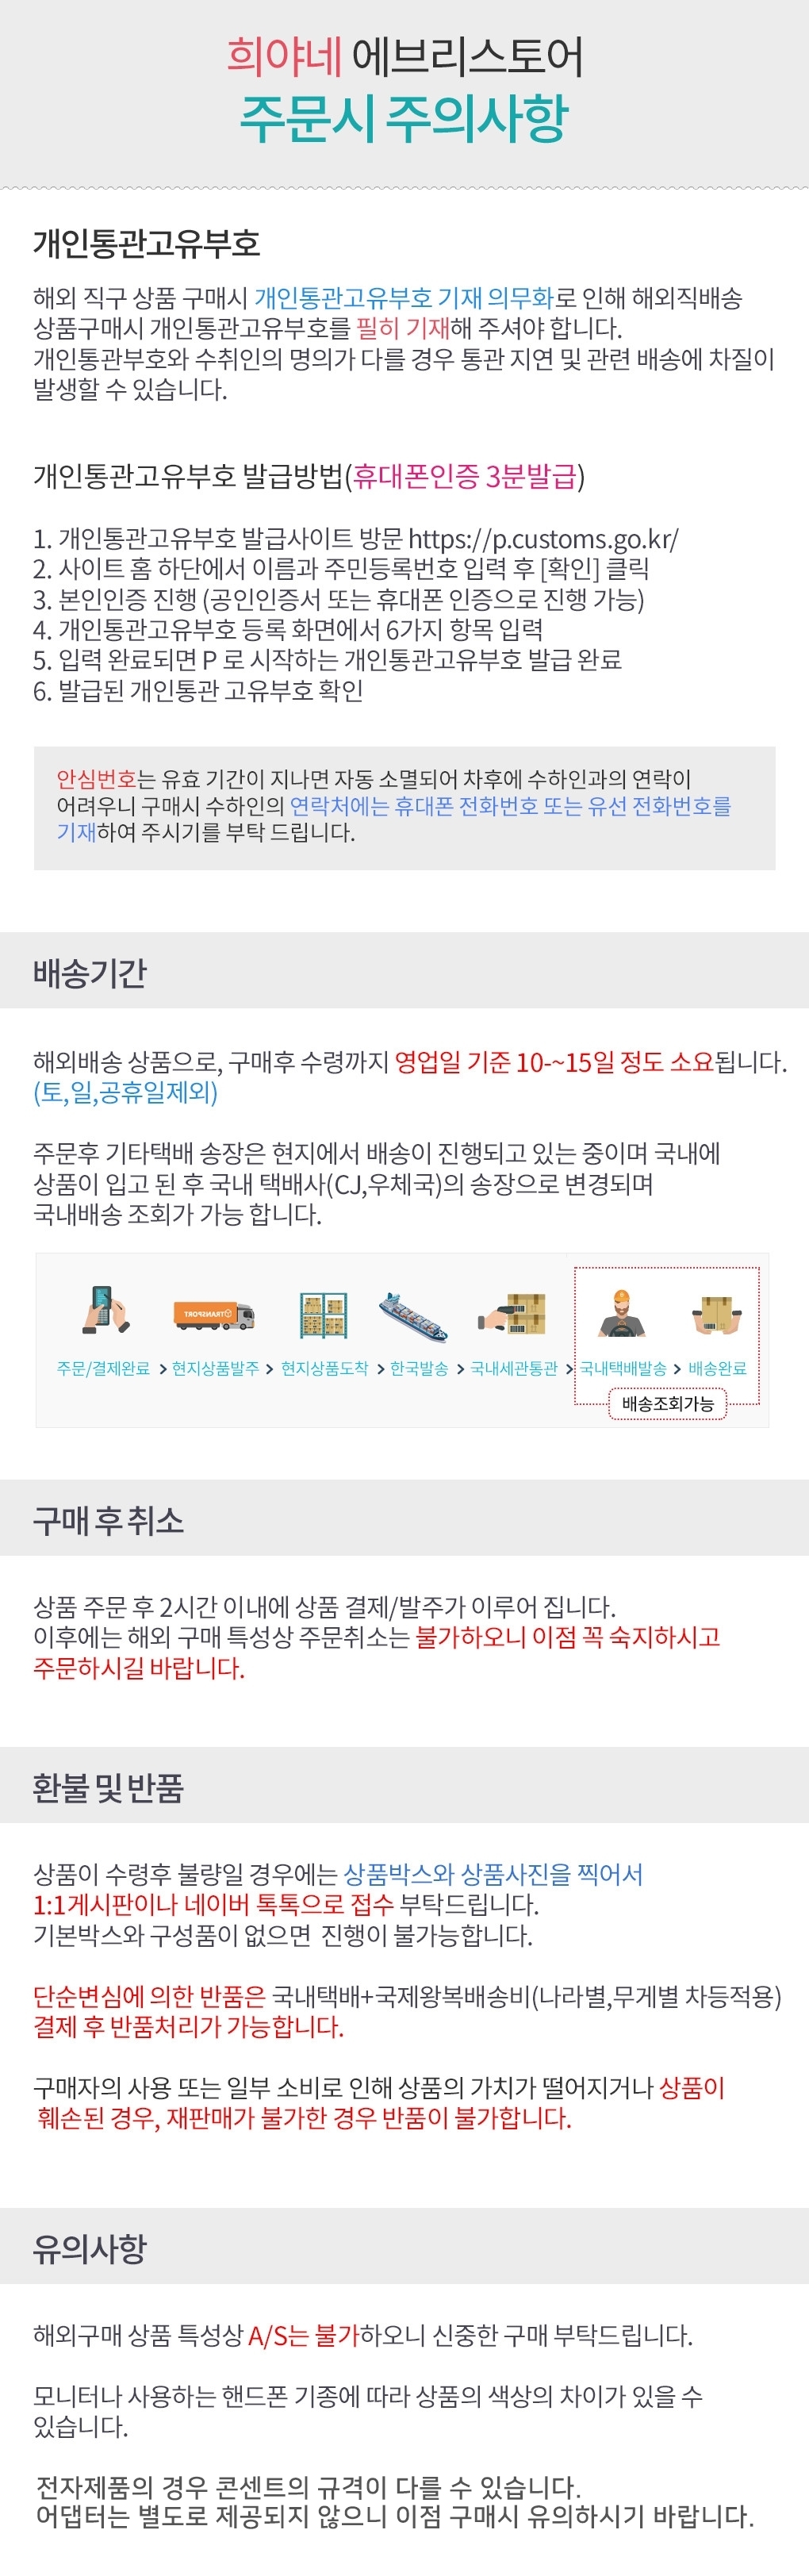 희야네 에브리스토어
주문시 주의사항
개인통관고유부호
해외 직구 상품 구매시 개인통관고유부호 기재 의무화로 인해 해외직배송
상품구매시 개인통관고유부호를 필히 기재해 주셔야 합니다.
개인통관부호와 수취인의 명의가 다를 경우 통관 지연 및 관련 배송에 차질이
발생할 수 있습니다.
개인통관고유부호 발급방법(휴대폰인증 3분발급)
1. 개인통관고유부호 발급사이트 방문 https://p.customs.go.kr/
2. 사이트 홈 하단에서 이름과 주민등록번호 입력 후 [확인] 클릭
3. 본인인증 진행 (공인인증서 또는 휴대폰 인증으로 진행 가능)
4. 개인통관고유부호 등록 화면에서 6가지 항목 입력
5. 입력 완료되면 P 로 시작하는 개인통관고유부호 발급 완료
6. 발급된 개인통관 고유부호 확인
안심번호는 유효 기간이 지나면 자동 소멸되어 차후에 수하인과의 연락이
어려우니 구매시 수하인의 연락처에는 휴대폰 전화번호 또는 유선 전화번호를
기재하여 주시기를 부탁 드립니다.
배송기간
해외배송 상품으로, 구매후 수령까지 영업일 기준 10-~15일 정도 소요됩니다.
(토,일,공휴일제외)
주문후 기타택배 송장은 현지에서 배송이 진행되고 있는 중이며 국내에
상품이 입고 된 후 국내 택배사(CJ,우체국)의 송장으로 변경되며
국내배송 조회가 가능 합니다.
TRANSPORT
주문/결제완료 > 현지상품발주 > 현지상품도착 > 한국발송 > 국내세관통관 > 국내택배발송 > 배송완료
배송조회가능
구매 후 취소
상품 주문 후 2시간 이내에 상품 결제/발주가 이루어 집니다.
이후에는 해외 구매 특성상 주문취소는 불가하오니 이점 꼭 숙지하시고
주문하시길 바랍니다.
환불 및 반품
상품이 수령후 불량일 경우에는 상품박스와 상품사진을 찍어서
1:1게시판이나 네이버 톡톡으로 접수 부탁드립니다.
기본박스와 구성품이 없으면 진행이 불가능합니다.
단순변심에 의한 반품은 국내택배+국제왕복배송비(나라별,무게별 차등적용)
결제 후 반품처리가 가능합니다.
구매자의 사용 또는 일부 소비로 인해 상품의 가치가 떨어지거나 상품이
훼손된 경우, 재판매가 불가한 경우 반품이 불가합니다.
유의사항
해외구매 상품 특성상 A/S는 불가하오니 신중한 구매 부탁드립니다.
모니터나 사용하는 핸드폰 기종에 따라 상품의 색상의 차이가 있을 수
있습니다.
전자제품의 경우 콘센트의 규격이 다를 수 있습니다.
어댑터는 별도로 제공되지 않으니 이점 구매시 유의하시기 바랍니다.